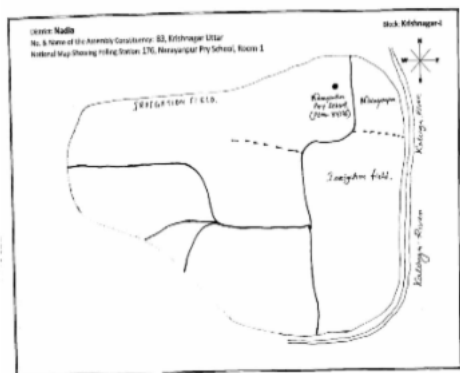 District: Nadia
Block: Krishnagar-I
No. & Name of the Assembly Constituency: 83, Krishnagar Uttar
National Map Showing Polling Station: 176, Narayanpur Pry School, Room 1
N
W
E
S
IRRIGATION FIELD.
Narayanpur
Pry School
Narayanpur
Irrigation field.
Kalinga River
Kalinga River